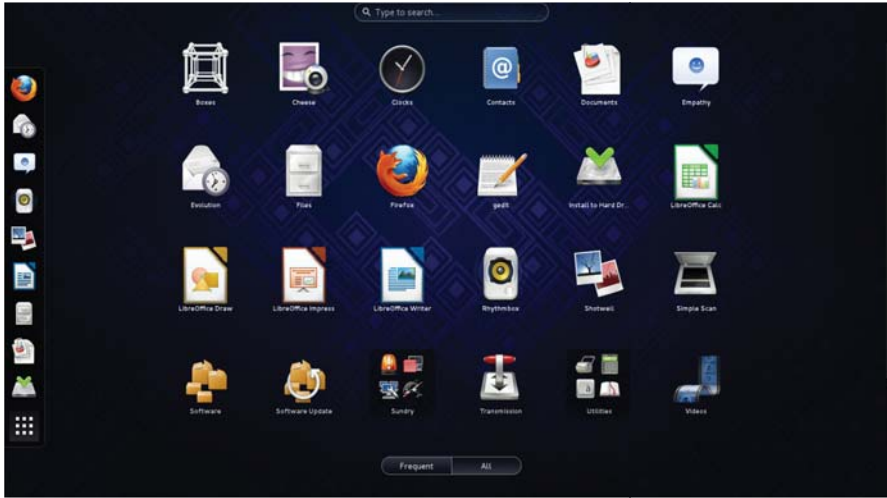 Type to search...
Boxes Cheese Clocks Contacts Documents Empathy
Evolution Files Firefox gedit Install to Hard Dr... LibreOffice Calc
LibreOffice Draw LibreOffice Impress LibreOffice Writer Rhythmbox Shotwell Simple Scan
Software Software Update Sundry Transmission Utilities Videos
Frequent All